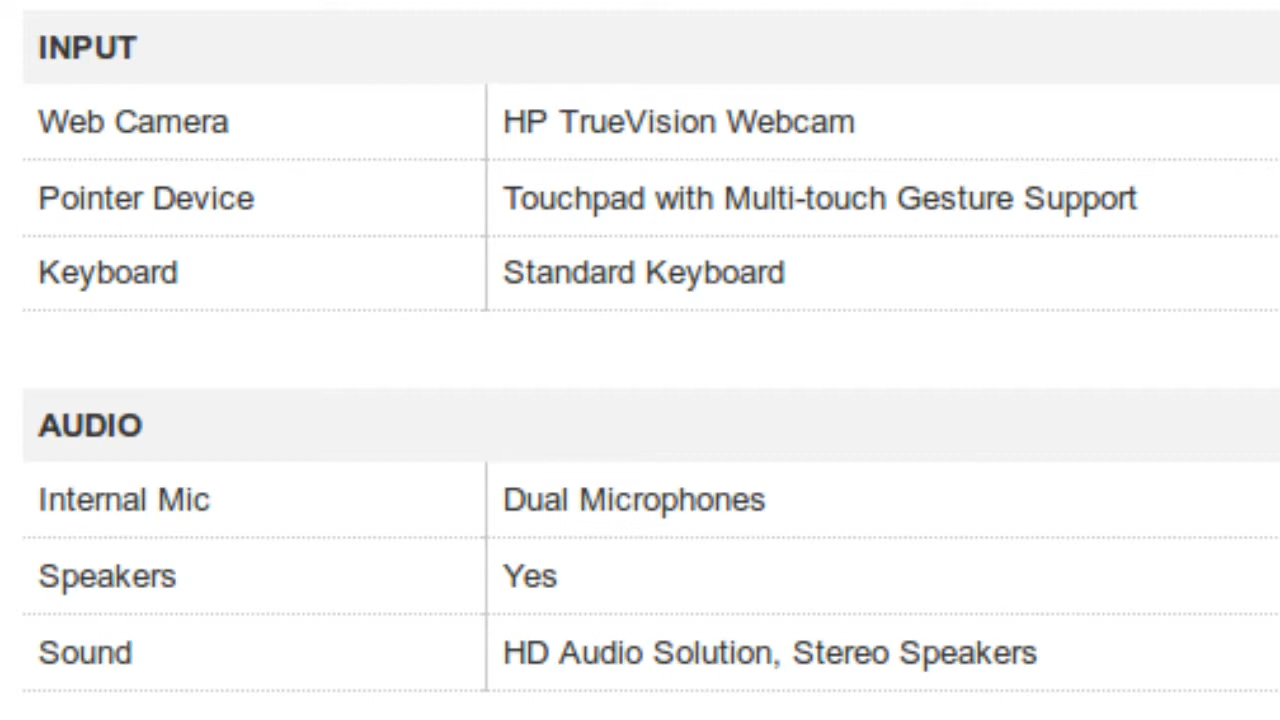 INPUT
Web Camera HP TrueVision Webcam
Pointer Device Touchpad with Multi-touch Gesture Support
Keyboard Standard Keyboard
AUDIO
Internal Mic Dual Microphones
Speakers Yes
Sound HD Audio Solution, Stereo Speakers